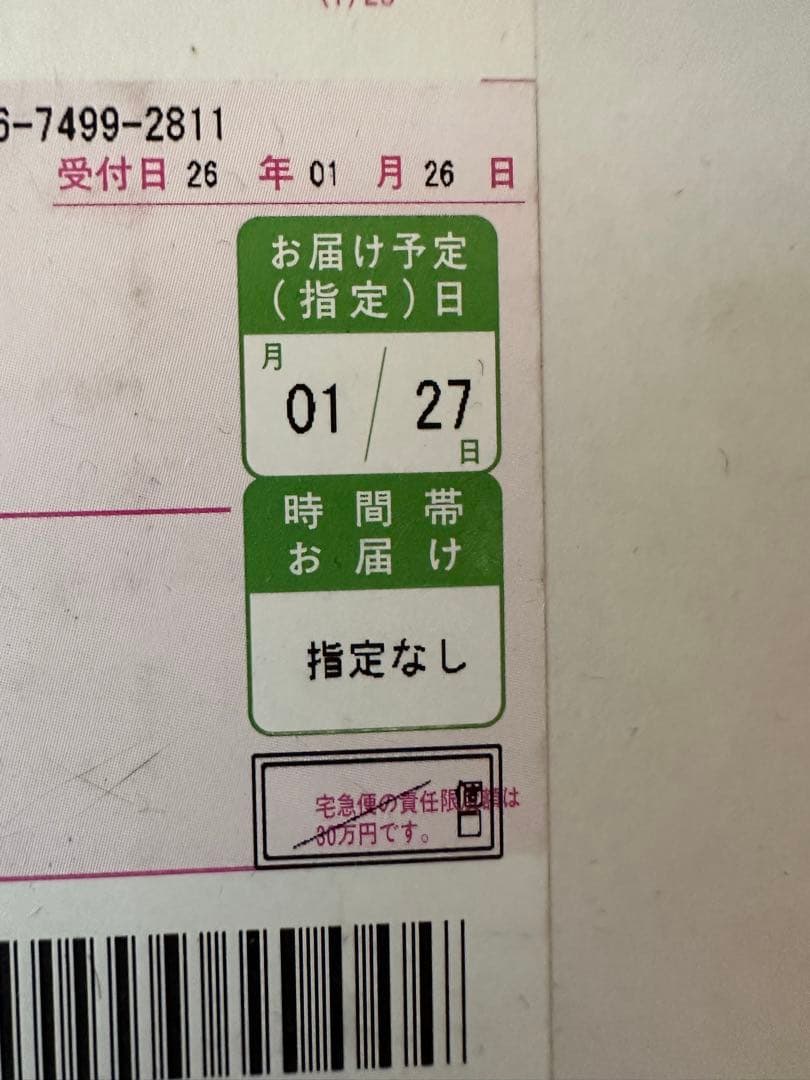 6-7499-2811
受付日 26 年 01 月 26 日
お届け予定
(指定)日
月
01 / 27
日
時間帯
お届け
指定なし
宅急便の責任限度額は
30万円です。
個
口